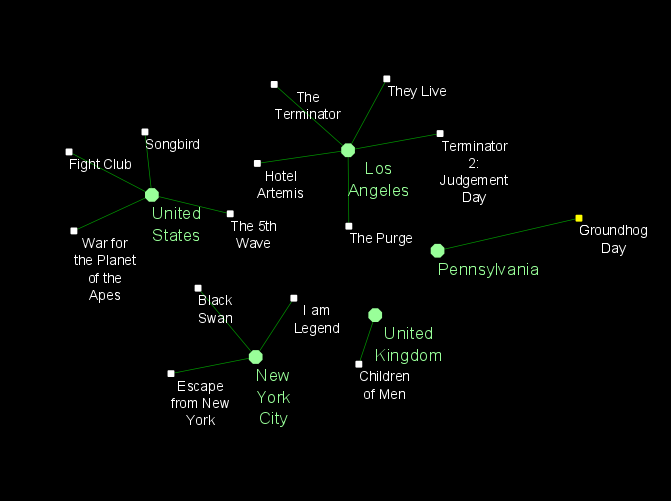 The
Terminator
They Live
Songbird
Fight Club
Terminator
2:
Judgement
Day
Los
Angeles
Hotel
Artemis
United
States
The 5th
Wave
The Purge
Groundhog
Day
War for
the Planet
of the
Apes
Pennsylvania
Black
Swan
I am
Legend
United
Kingdom
New
York
City
Children
of Men
Escape
from New
York